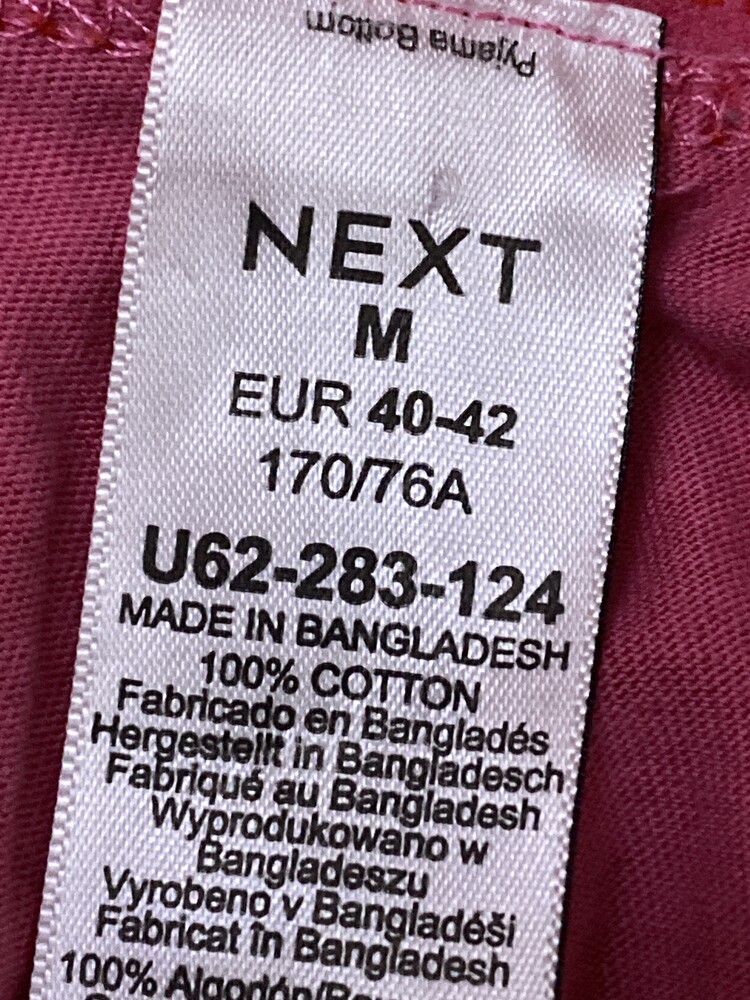 Pyjama Bottom
NEXT
M
EUR 40-42
170/76A
U62-283-124
MADE IN BANGLADESH
100% COTTON
Fabricado en Bangladés
Hergestellt in Bangladesch
Fabriqué au Bangladesh
Wyprodukowano w
Bangladeszu
Vyrobeno v Bangladéši
Fabricat în Bangladesh
100%